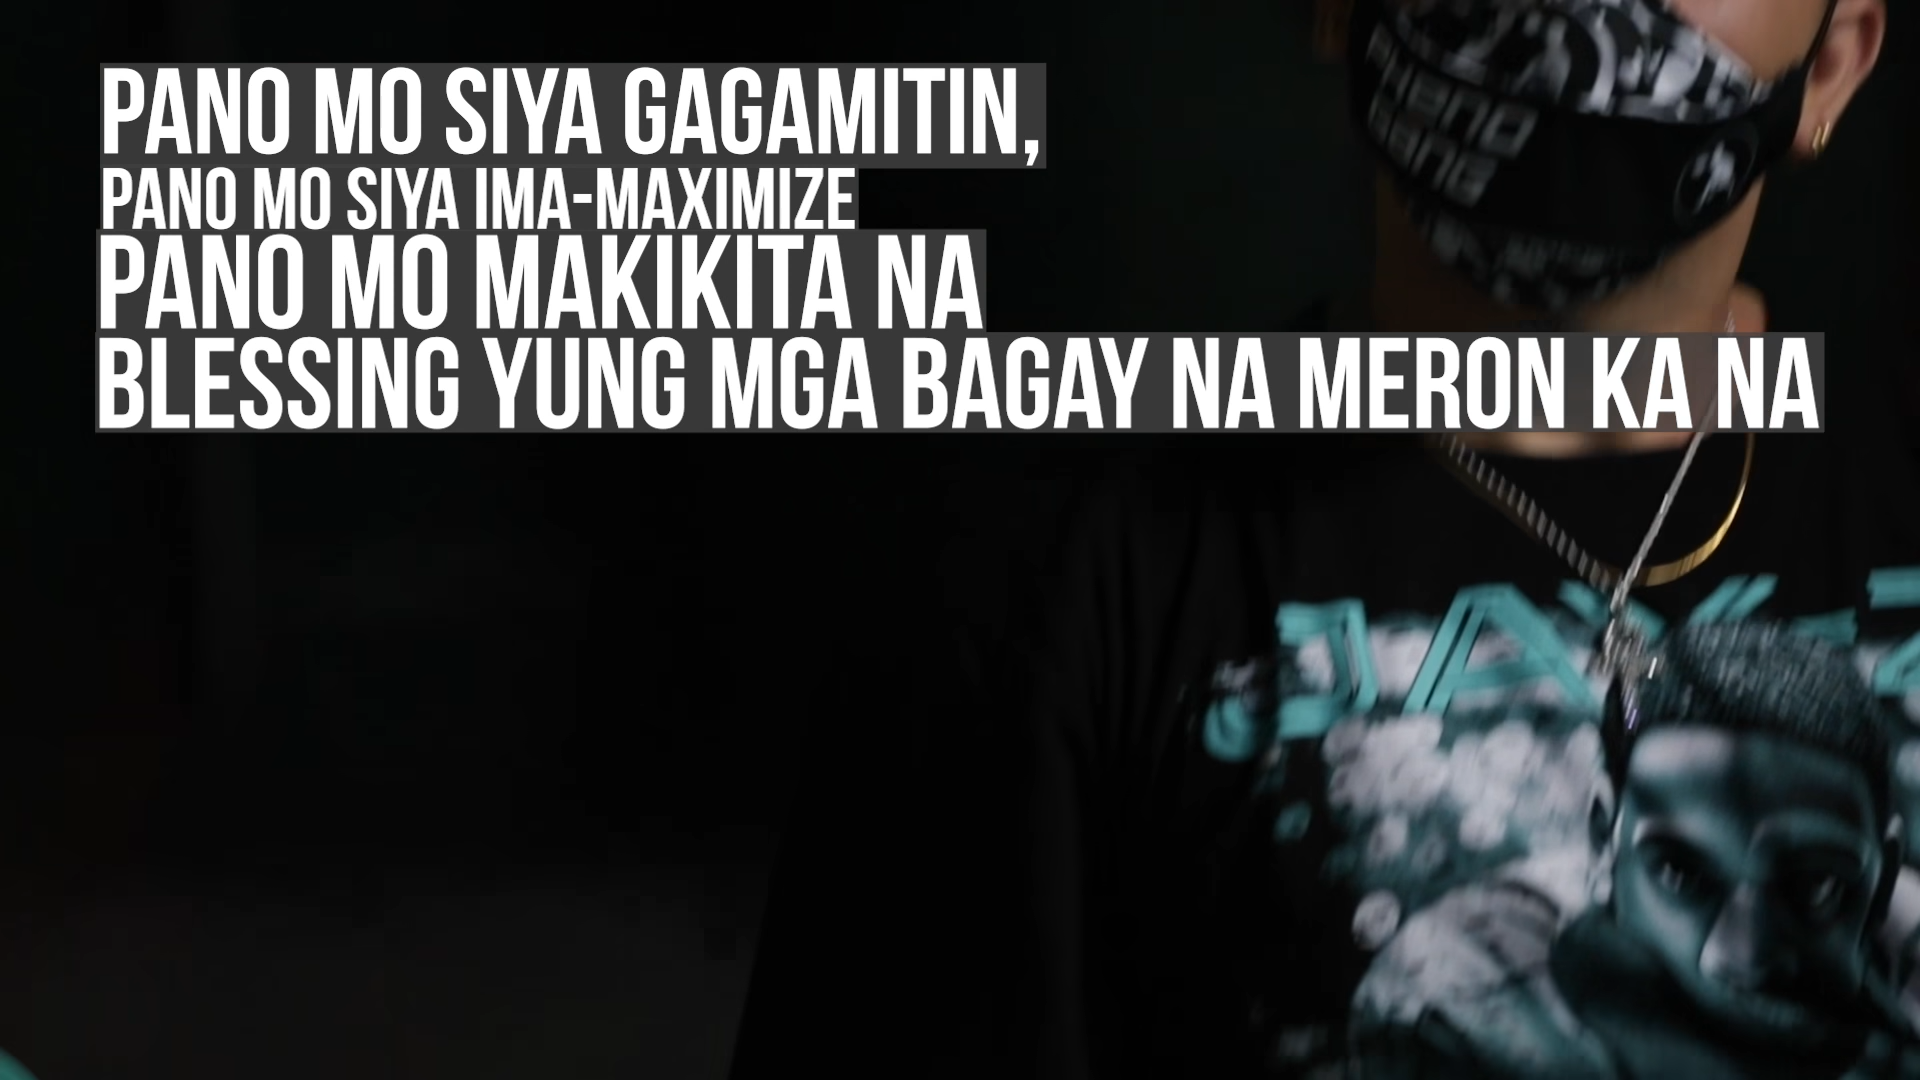 PANO MO SIYA GAGAMITIN,
PANO MO SIYA IMA-MAXIMIZE
PANO MO MAKIKITA NA
BLESSING YUNG MGA BAGAY NA MERON KA NA